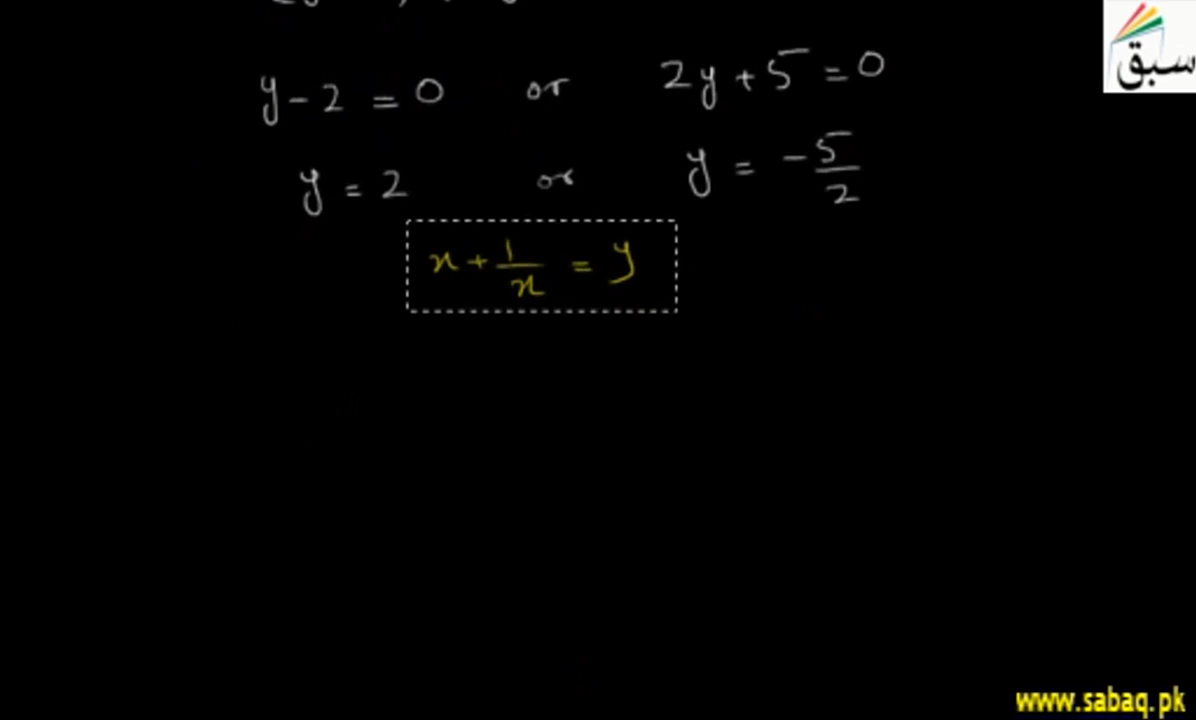 سبق
y - 2 = 0 or 2y + 5 = 0
y = 2 or y = -5/2
x + 1/x = y
www.sabaq.pk